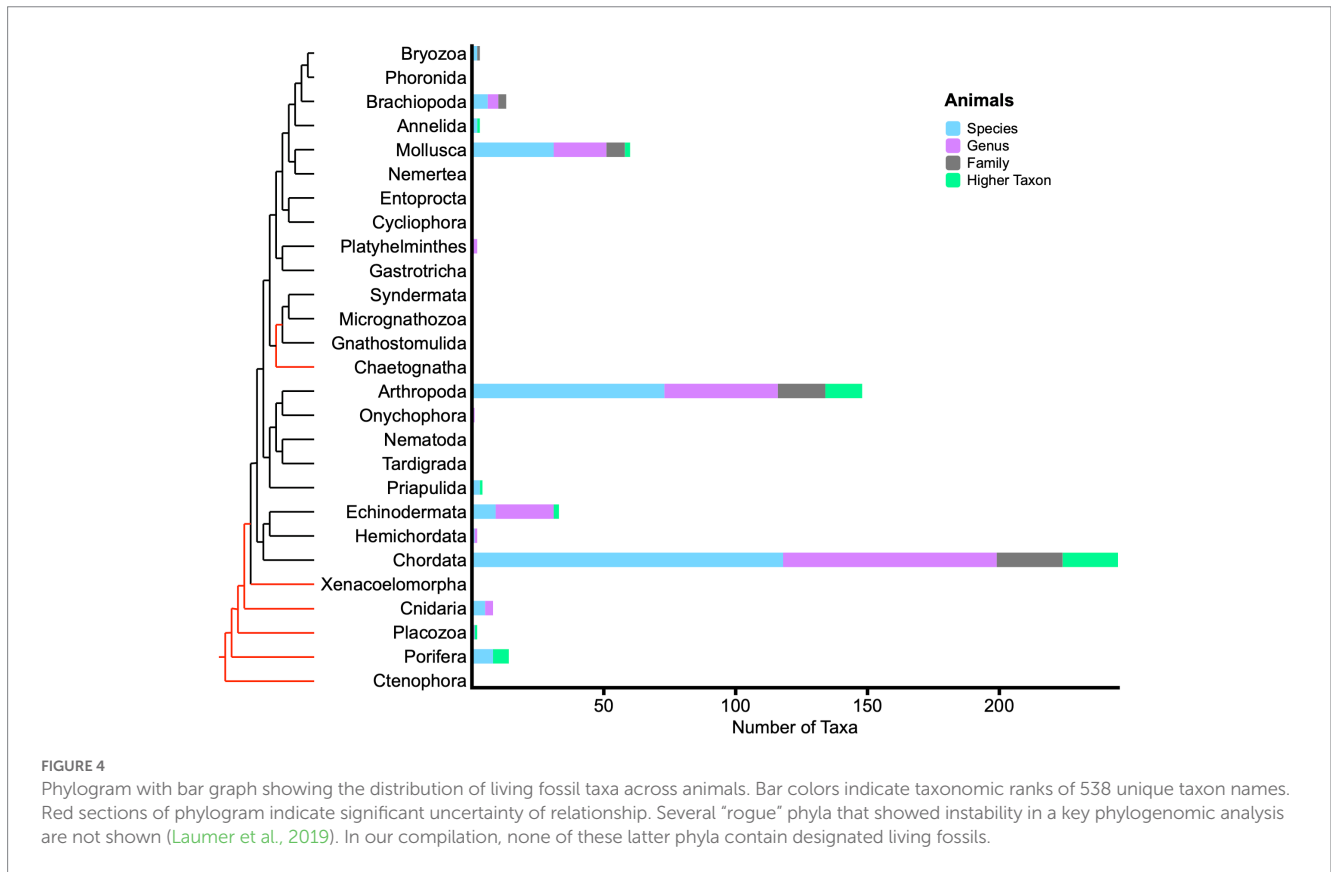 Bryozoa
Phoronida
Brachiopoda
Annelida
Mollusca
Nemertea
Entoprocta
Cycliophora
Platyhelminthes
Gastrotricha
Syndermata
Micrognathozoa
Gnathostomulida
Chaetognatha
Arthropoda
Onychophora
Nematoda
Tardigrada
Priapulida
Echinodermata
Hemichordata
Chordata
Xenacoelomorpha
Cnidaria
Placozoa
Porifera
Ctenophora
Animals
Species
Genus
Family
Higher Taxon
50 100 150 200
Number of Taxa
FIGURE 4
Phylogram with bar graph showing the distribution of living fossil taxa across animals. Bar colors indicate taxonomic ranks of 538 unique taxon names.
Red sections of phylogram indicate significant uncertainty of relationship. Several “rogue” phyla that showed instability in a key phylogenomic analysis
are not shown (Laumer et al., 2019). In our compilation, none of these latter phyla contain designated living fossils.